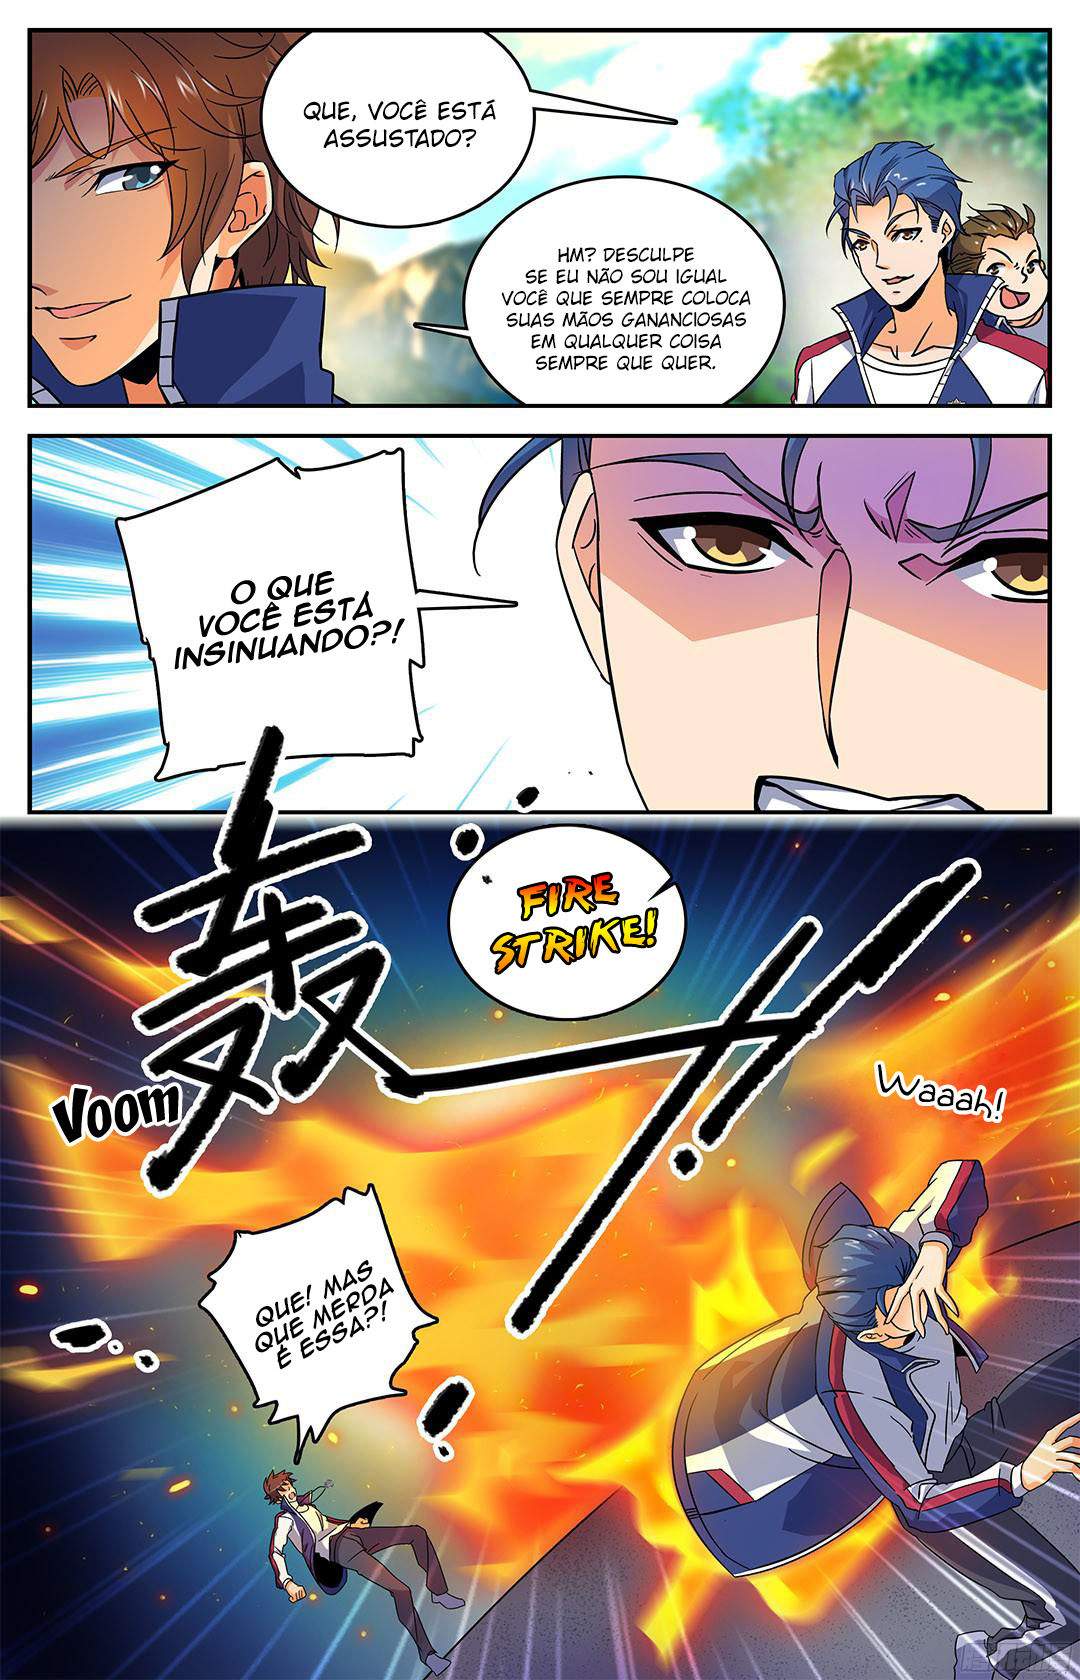 QUE, VOCÊ ESTÁ
ASSUSTADO?
HM? DESCULPE
SE EU NÃO SOU IGUAL
VOCÊ QUE SEMPRE COLOCA
SUAS MÃOS GANANCIOSAS
EM QUALQUER COISA
SEMPRE QUE QUER.
O QUE
VOCÊ ESTÁ
INSINUANDO?!
轰
FIRE
STRIKE!
Voom
Waaah!
QUE! MAS
QUE MERDA
É ESSA?!